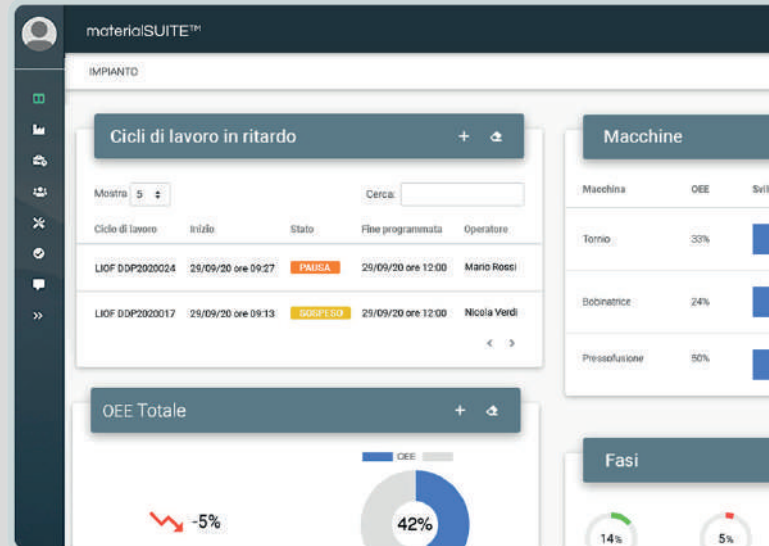 materialSUITE™
IMPIANTO
Cicli di lavoro in ritardo
Mostra 5
Cerca:
Ciclo di lavoro Inizio Stato Fine programmata Operatore
LIOF DDP2020024 29/09/20 ore 09:27 PAUSA 29/09/20 ore 12:00 Mario Rossi
LIOF DDP2020017 29/09/20 ore 09:13 SOSPESO 29/09/20 ore 12:00 Nicola Verdi
Macchine
Macchina OEE Svil
Tornio 33%
Bobinatrice 24%
Pressofusione 50%
OEE Totale
OEE
-5%
42%
Fasi
14% 5%